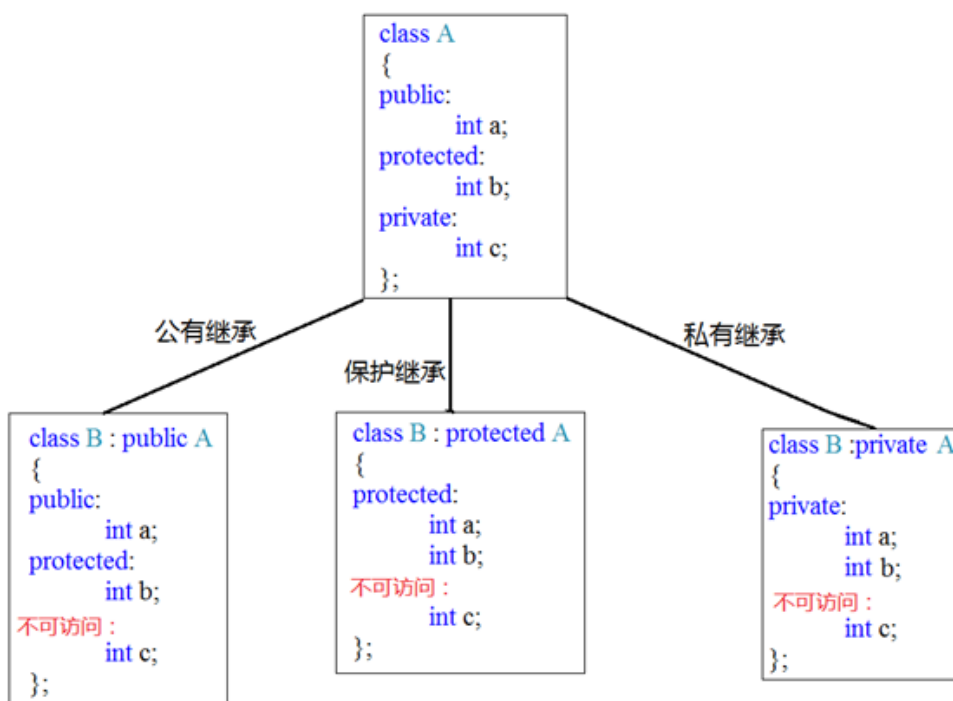 class A
{
public:
int a;
protected:
int b;
private:
int c;
};
公有继承
保护继承
私有继承
class B : public A
{
public:
int a;
protected:
int b;
不可访问：
int c;
};
class B : protected A
{
protected:
int a;
int b;
不可访问：
int c;
};
class B :private A
{
private:
int a;
int b;
不可访问：
int c;
};